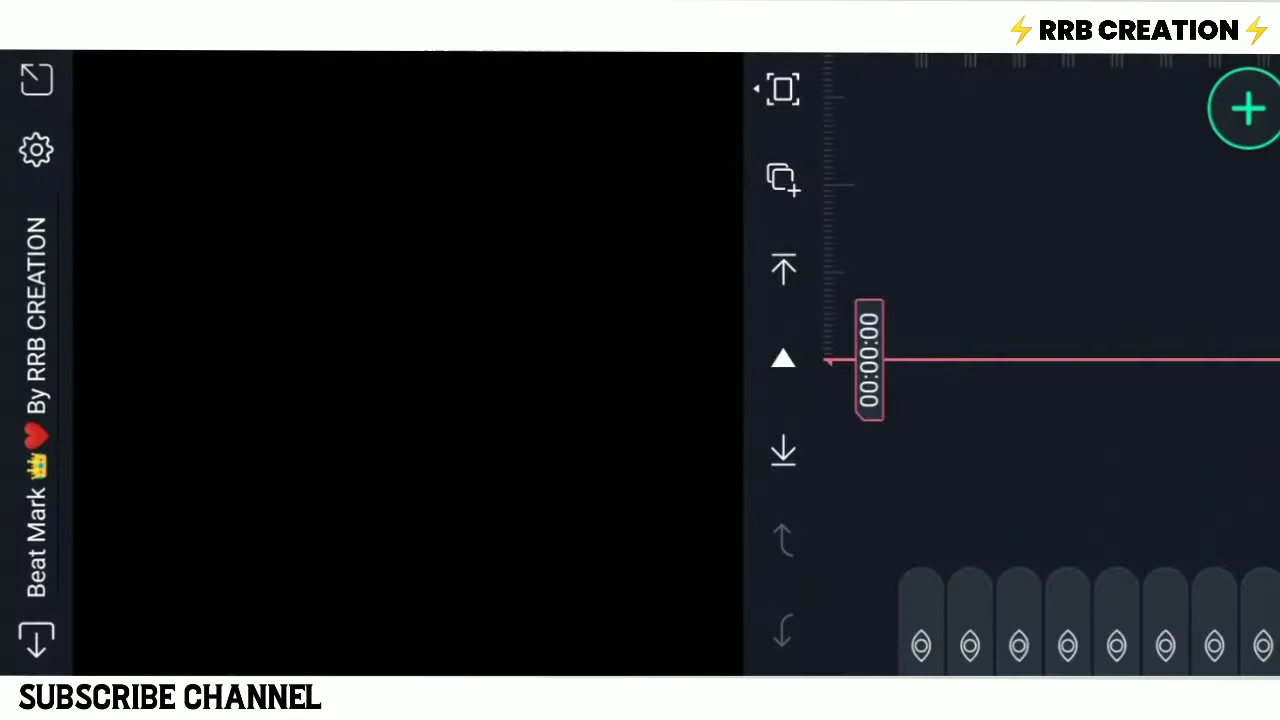 ⚡ RRB CREATION ⚡
Beat Mark 👑❤️ By RRB CREATION
00:00:00
SUBSCRIBE CHANNEL